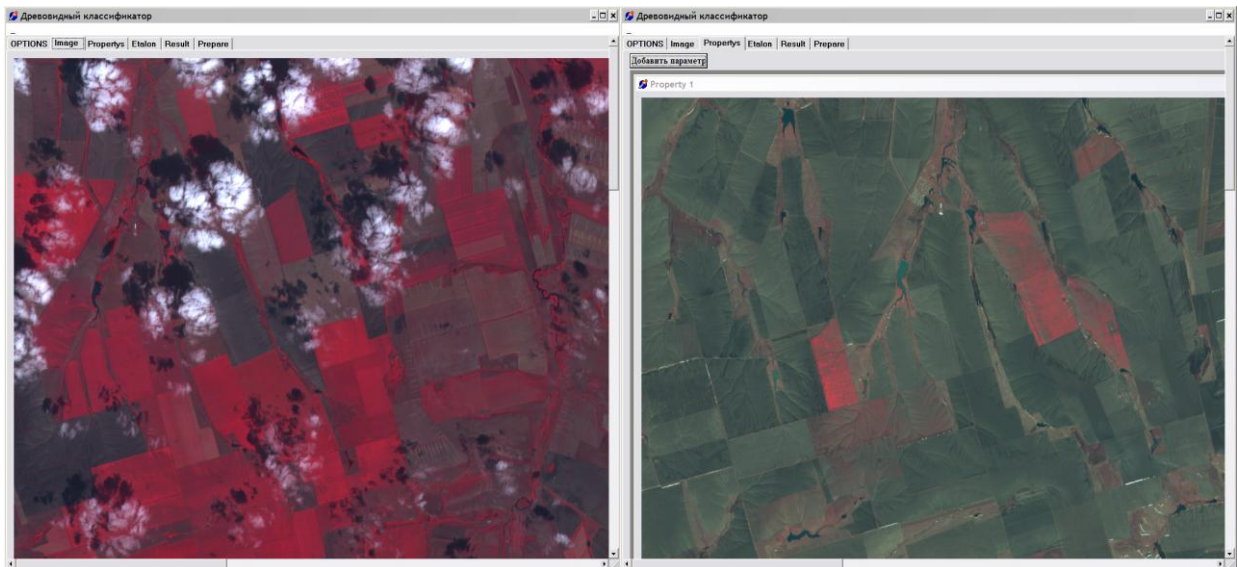 Древовидный классификатор
OPTIONS Image Propertys Etalon Result Prepare
Древовидный классификатор
OPTIONS Image Propertys Etalon Result Prepare
Добавить параметр
Property 1